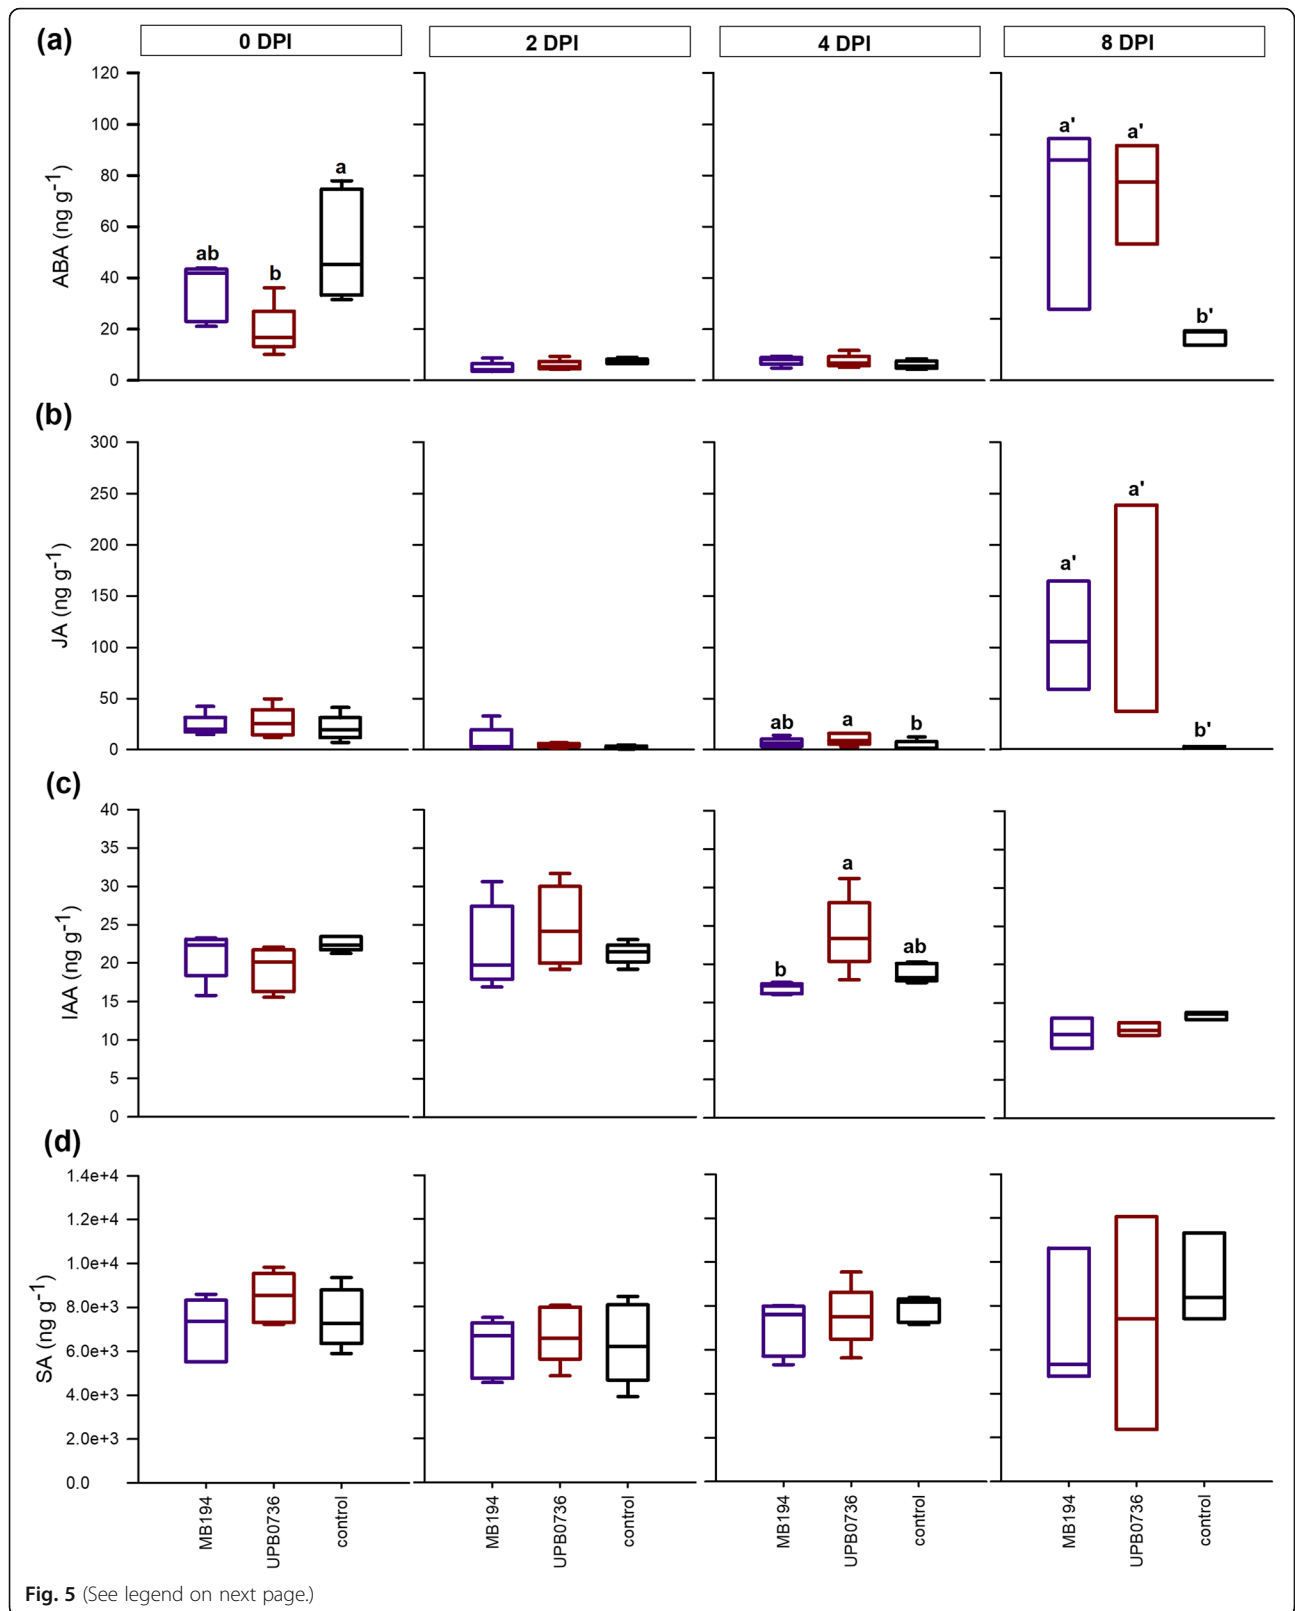 (a)
0 DPI 2 DPI 4 DPI 8 DPI
120
100
80
60
40
20
0
ABA (ng g-1)
ab b a
a' a' b'
(b)
300
250
200
150
100
50
0
JA (ng g-1)
ab a b
a' a' b'
(c)
40
35
30
25
20
15
10
5
0
IAA (ng g-1)
b a ab
(d)
1.4e+4
1.2e+4
1.0e+4
8.0e+3
6.0e+3
4.0e+3
2.0e+3
0.0
SA (ng g-1)
MB194 UPB0736 control MB194 UPB0736 control MB194 UPB0736 control MB194 UPB0736 control
Fig. 5 (See legend on next page.)